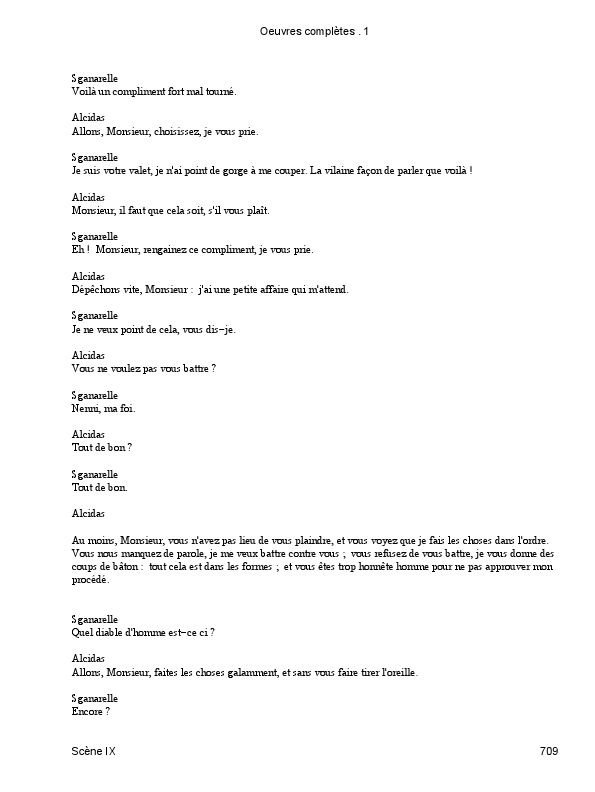 Oeuvres complètes . 1
Sganarelle
Voilà un compliment fort mal tourné.
Alcidas
Allons, Monsieur, choisissez, je vous prie.
Sganarelle
Je suis votre valet, je n'ai point de gorge à me couper. La vilaine façon de parler que voilà !
Alcidas
Monsieur, il faut que cela soit, s'il vous plaît.
Sganarelle
Eh ! Monsieur, rengainez ce compliment, je vous prie.
Alcidas
Dépêchons vite, Monsieur : j'ai une petite affaire qui m'attend.
Sganarelle
Je ne veux point de cela, vous dis−je.
Alcidas
Vous ne voulez pas vous battre ?
Sganarelle
Nenni, ma foi.
Alcidas
Tout de bon ?
Sganarelle
Tout de bon.
Alcidas
Au moins, Monsieur, vous n'avez pas lieu de vous plaindre, et vous voyez que je fais les choses dans l'ordre.
Vous nous manquez de parole, je me veux battre contre vous ; vous refusez de vous battre, je vous donne des
coups de bâton : tout cela est dans les formes ; et vous êtes trop honnête homme pour ne pas approuver mon
procédé.
Sganarelle
Quel diable d'homme est−ce ci ?
Alcidas
Allons, Monsieur, faites les choses galamment, et sans vous faire tirer l'oreille.
Sganarelle
Encore ?
Scène IX 709